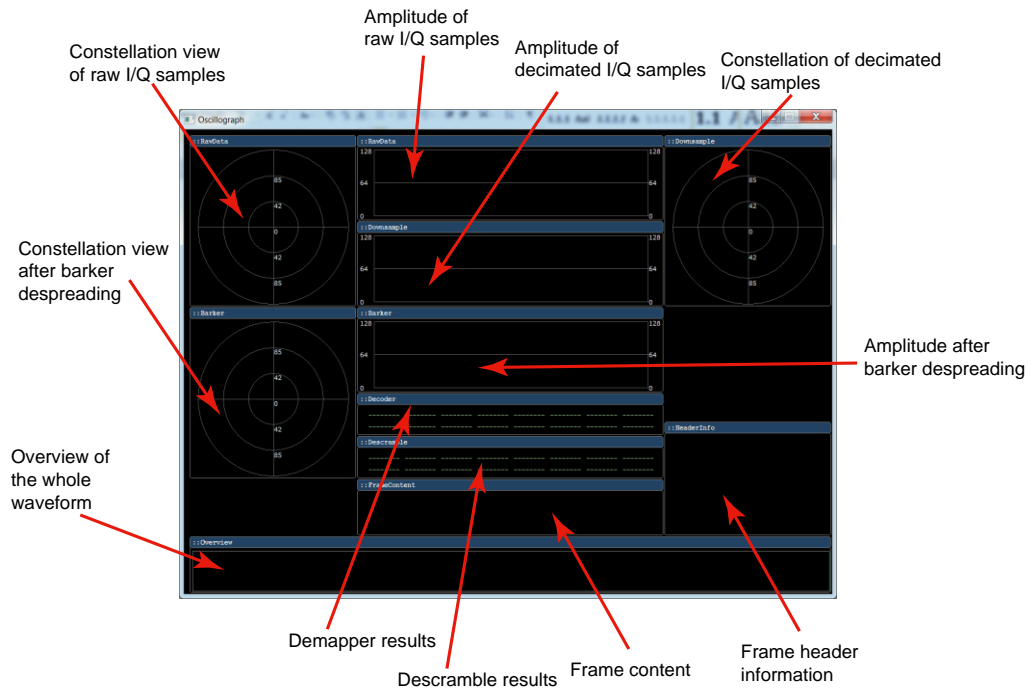 Constellation view
of raw I/Q samples
Amplitude of
raw I/Q samples
Amplitude of
decimated I/Q samples
Constellation of decimated
I/Q samples
Oscillograph
1.1
::RawData
85
42
0
42
85
::RawData
128
128
64
64
0
0
::Downsample
85
42
0
42
85
::Downsample
128
128
64
64
0
0
Constellation view
after barker
despreading
::Barker
85
42
0
42
85
::Barker
128
128
64
64
0
Amplitude after
barker despreading
::Decoder
::Descramble
::HeaderInfo
::FrameContent
Overview of
the whole
waveform
::Overview
Demapper results
Descramble results
Frame content
Frame header
information